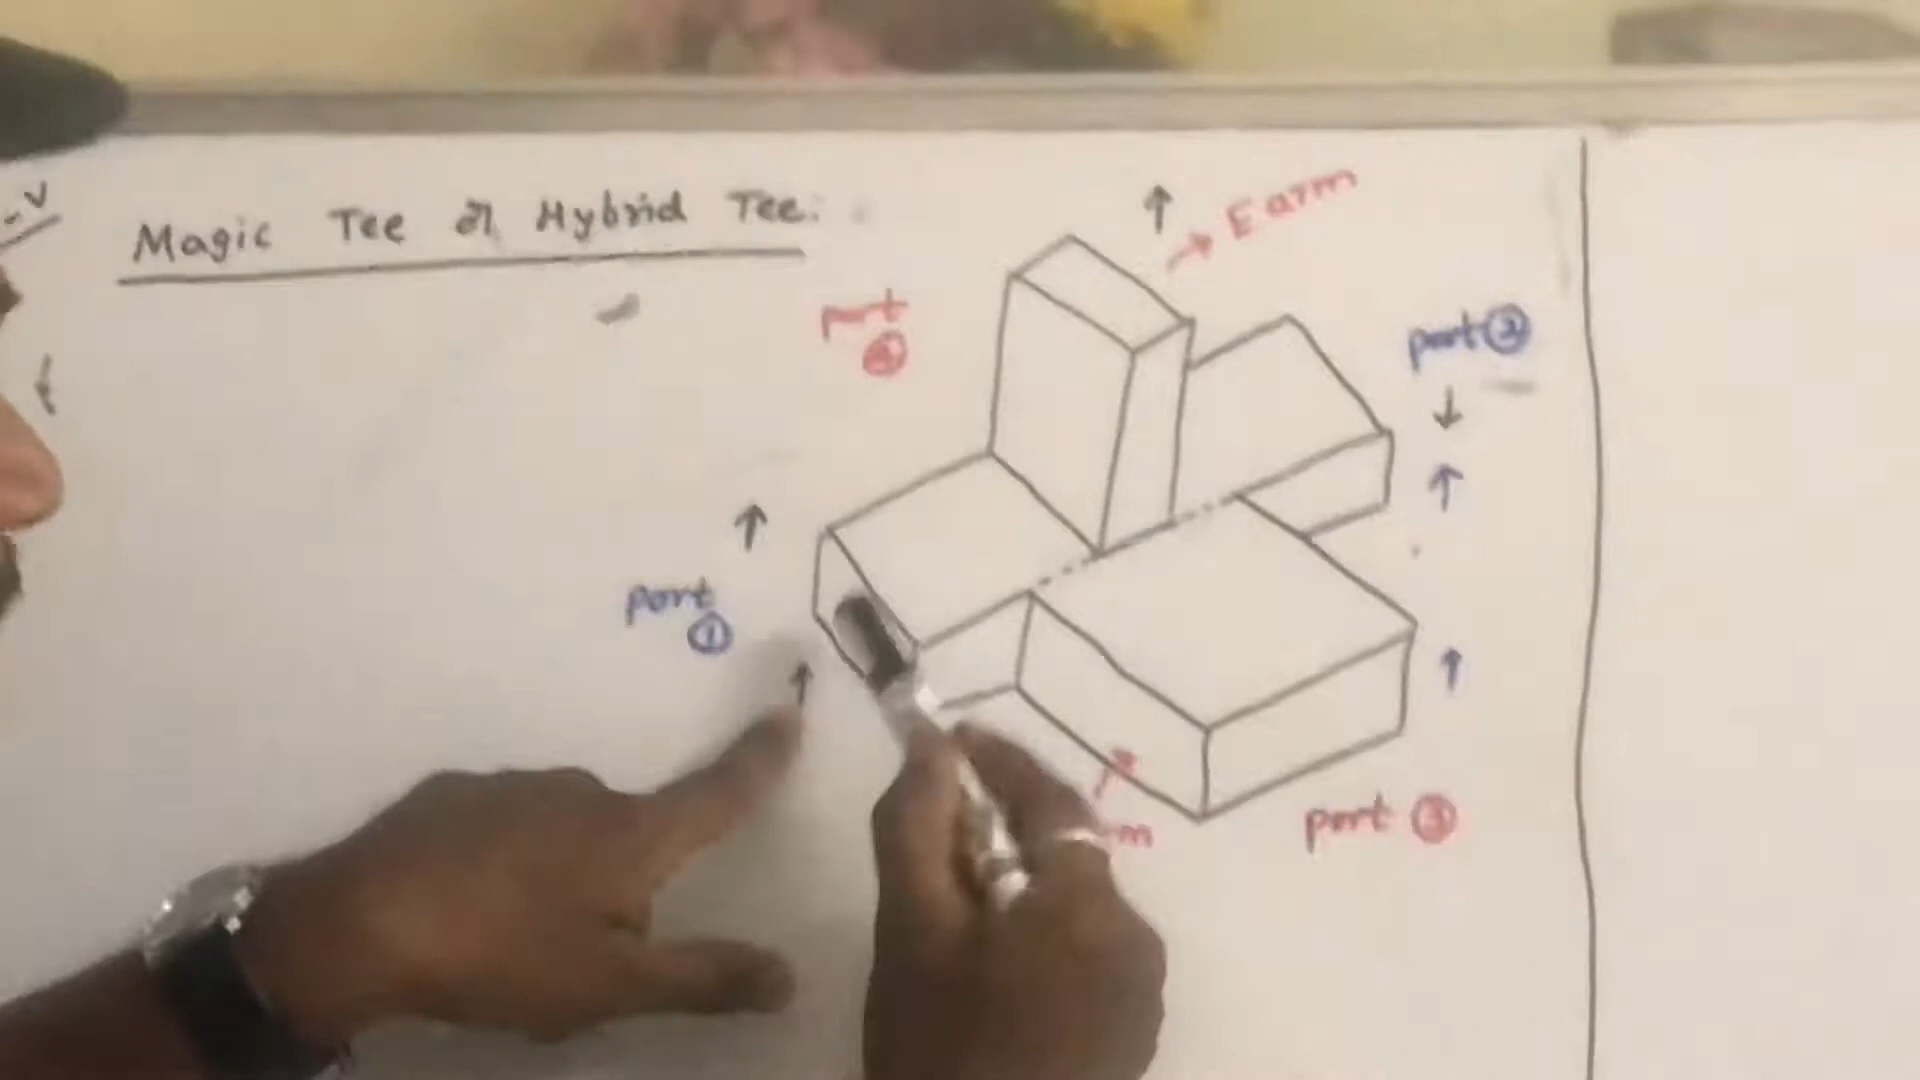 Magic Tee or Hybrid Tee:
E arm
port
④
port ②
port
①
port ③